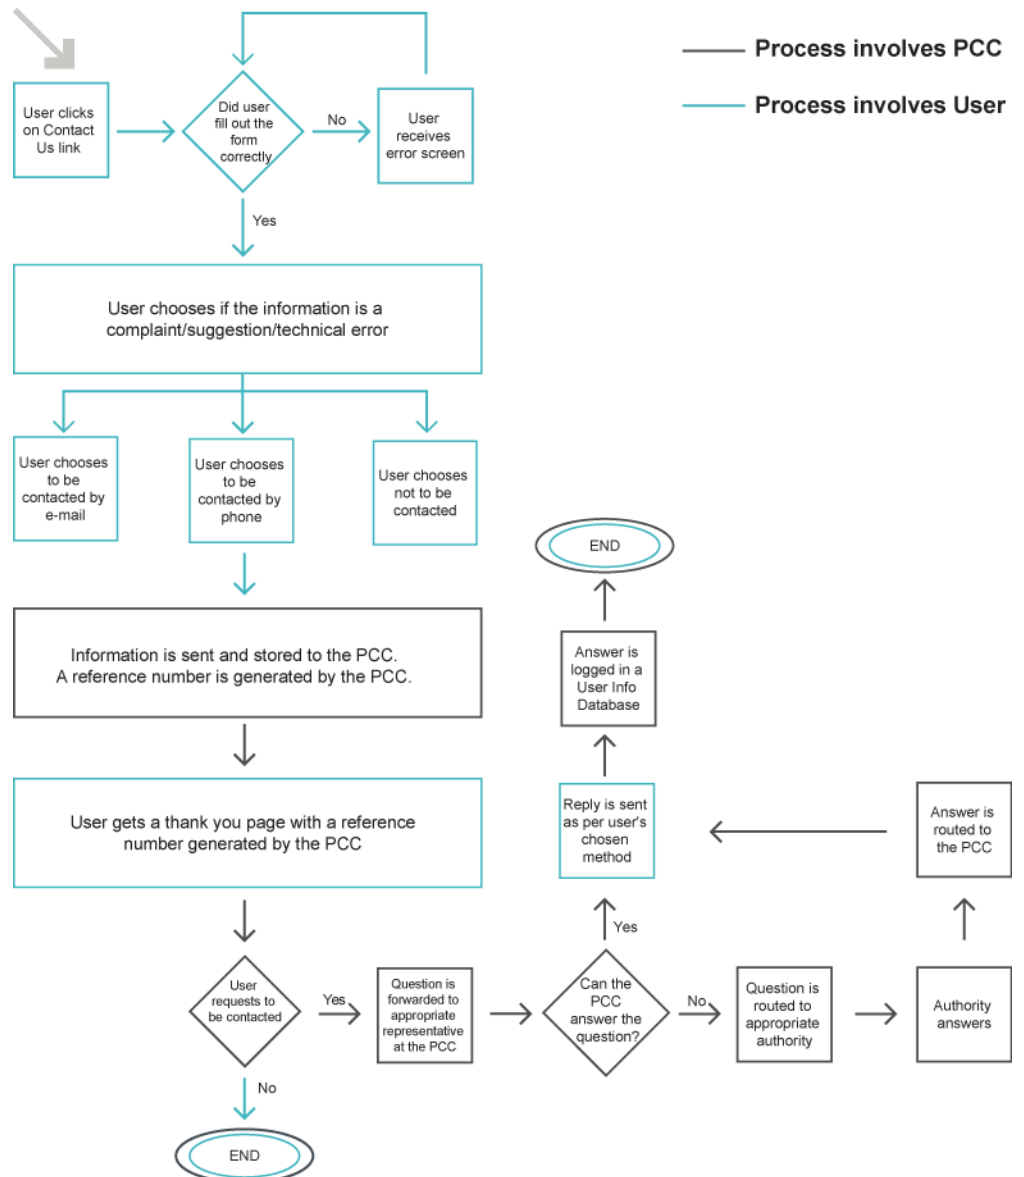 Process involves PCC
Process involves User
User clicks
on Contact
Us link
Did user
fill out the
form
correctly
No
User
receives
error screen
Yes
User chooses if the information is a
complaint/suggestion/technical error
User chooses
to be
contacted by
e-mail
User chooses
to be
contacted by
phone
User chooses
not to be
contacted
Information is sent and stored to the PCC.
A reference number is generated by the PCC.
User gets a thank you page with a reference
number generated by the PCC
User
requests to
be contacted
Yes
No
END
Question is
forwarded to
appropriate
representative
at the PCC
Can the
PCC
answer the
question?
Yes
No
Question is
routed to
appropriate
authority
Authority
answers
Answer is
routed to
the PCC
Reply is sent
as per user's
chosen
method
Answer is
logged in a
User Info
Database
END